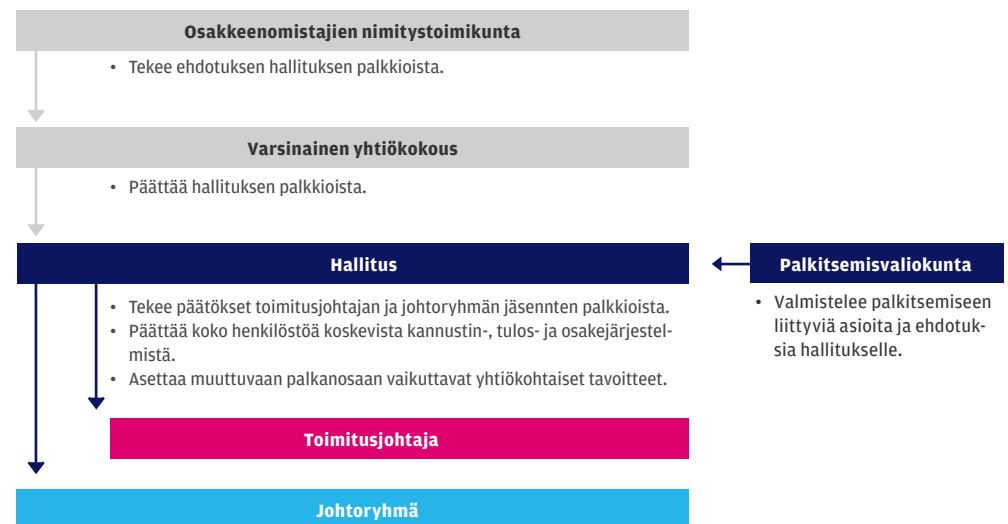 Osakkeenomistajien nimitystoimikunta
• Tekee ehdotuksen hallituksen palkkioista.
Varsinainen yhtiökokous
• Päättää hallituksen palkkioista.
Hallitus
• Tekee päätökset toimitusjohtajan ja johtoryhmän jäsennten palkkioista.
• Päättää koko henkilöstöä koskevista kannustin-, tulos- ja osakejärjestel-
mistä.
• Asettaa muuttuvaan palkanosaan vaikuttavat yhtiökohtaiset tavoitteet.
Palkitsemisvaliokunta
• Valmistelee palkitsemiseen
liittyviä asioita ja ehdotuk-
sia hallitukselle.
Toimitusjohtaja
Johtoryhmä